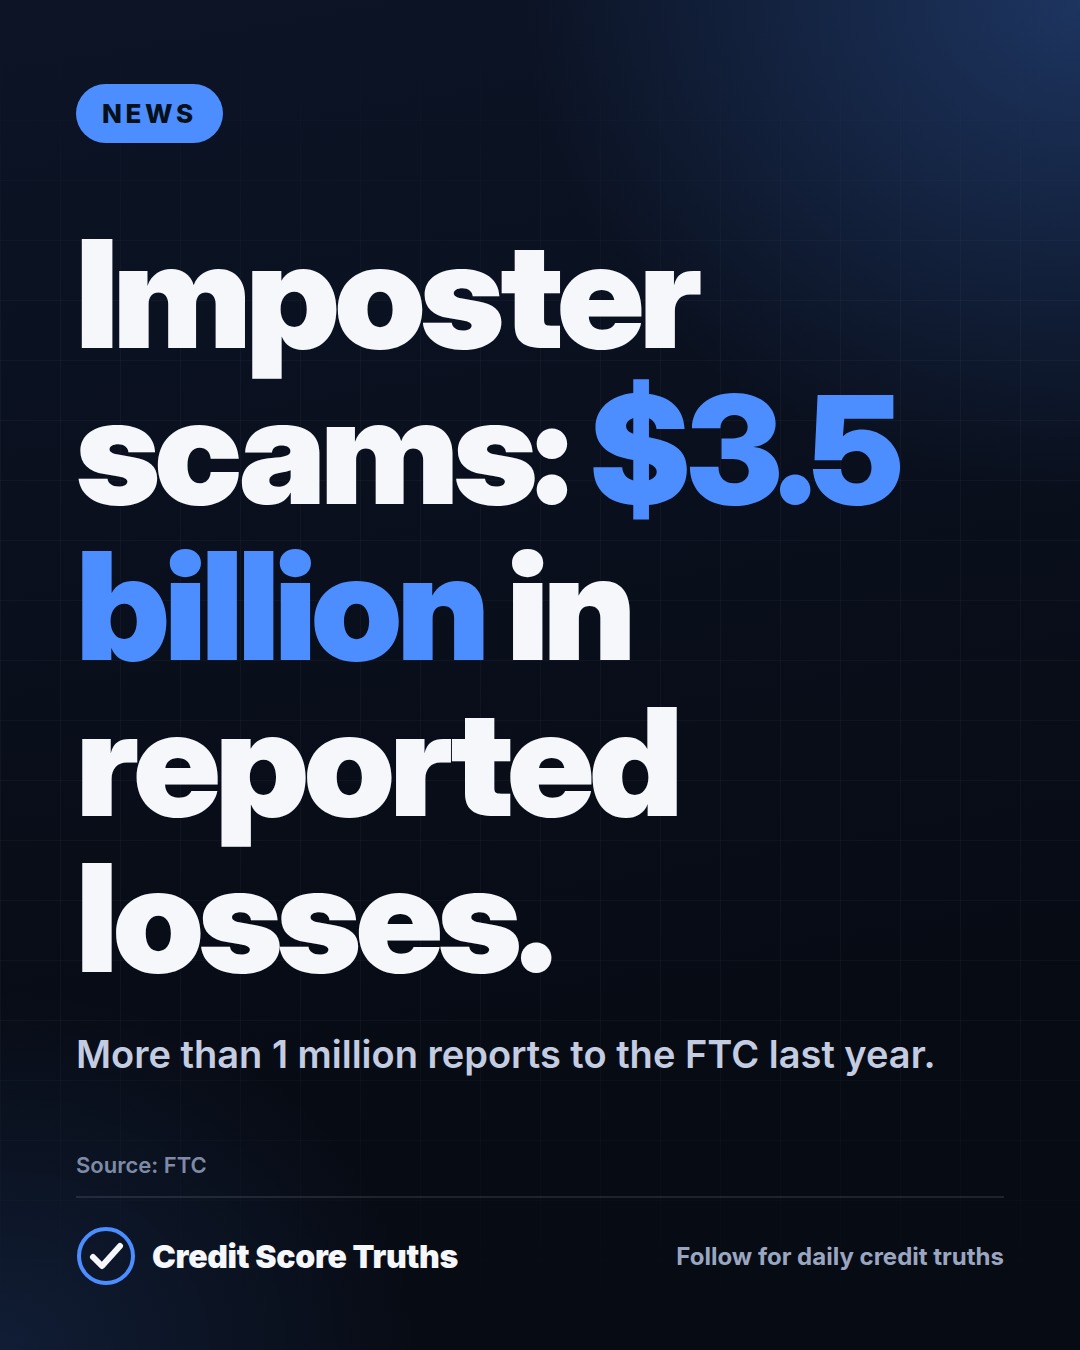 NEWS
Imposter
scams: $3.5
billion in
reported
losses.
More than 1 million reports to the FTC last year.
Source: FTC
Credit Score Truths
Follow for daily credit truths